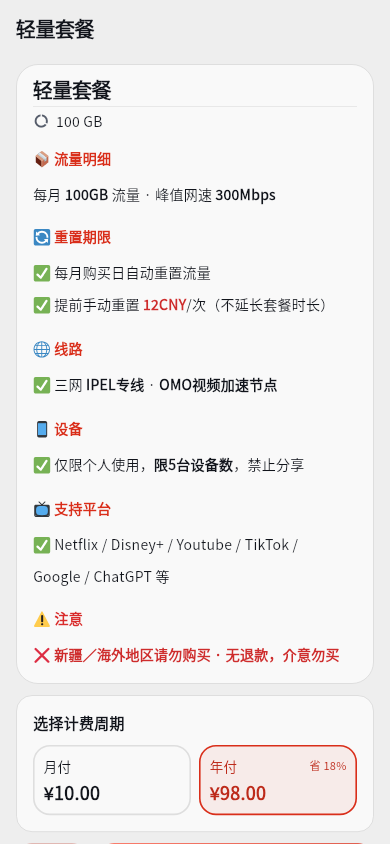 轻量套餐
轻量套餐
100 GB
流量明细
每月 100GB 流量 · 峰值网速 300Mbps
重置期限
每月购买日自动重置流量
提前手动重置 12CNY/次（不延长套餐时长）
线路
三网 IPEL专线 · OMO视频加速节点
设备
仅限个人使用，限5台设备数，禁止分享
支持平台
Netflix / Disney+ / Youtube / TikTok /
Google / ChatGPT 等
注意
新疆／海外地区请勿购买 · 无退款，介意勿买
选择计费周期
月付
¥10.00
年付 省 18%
¥98.00